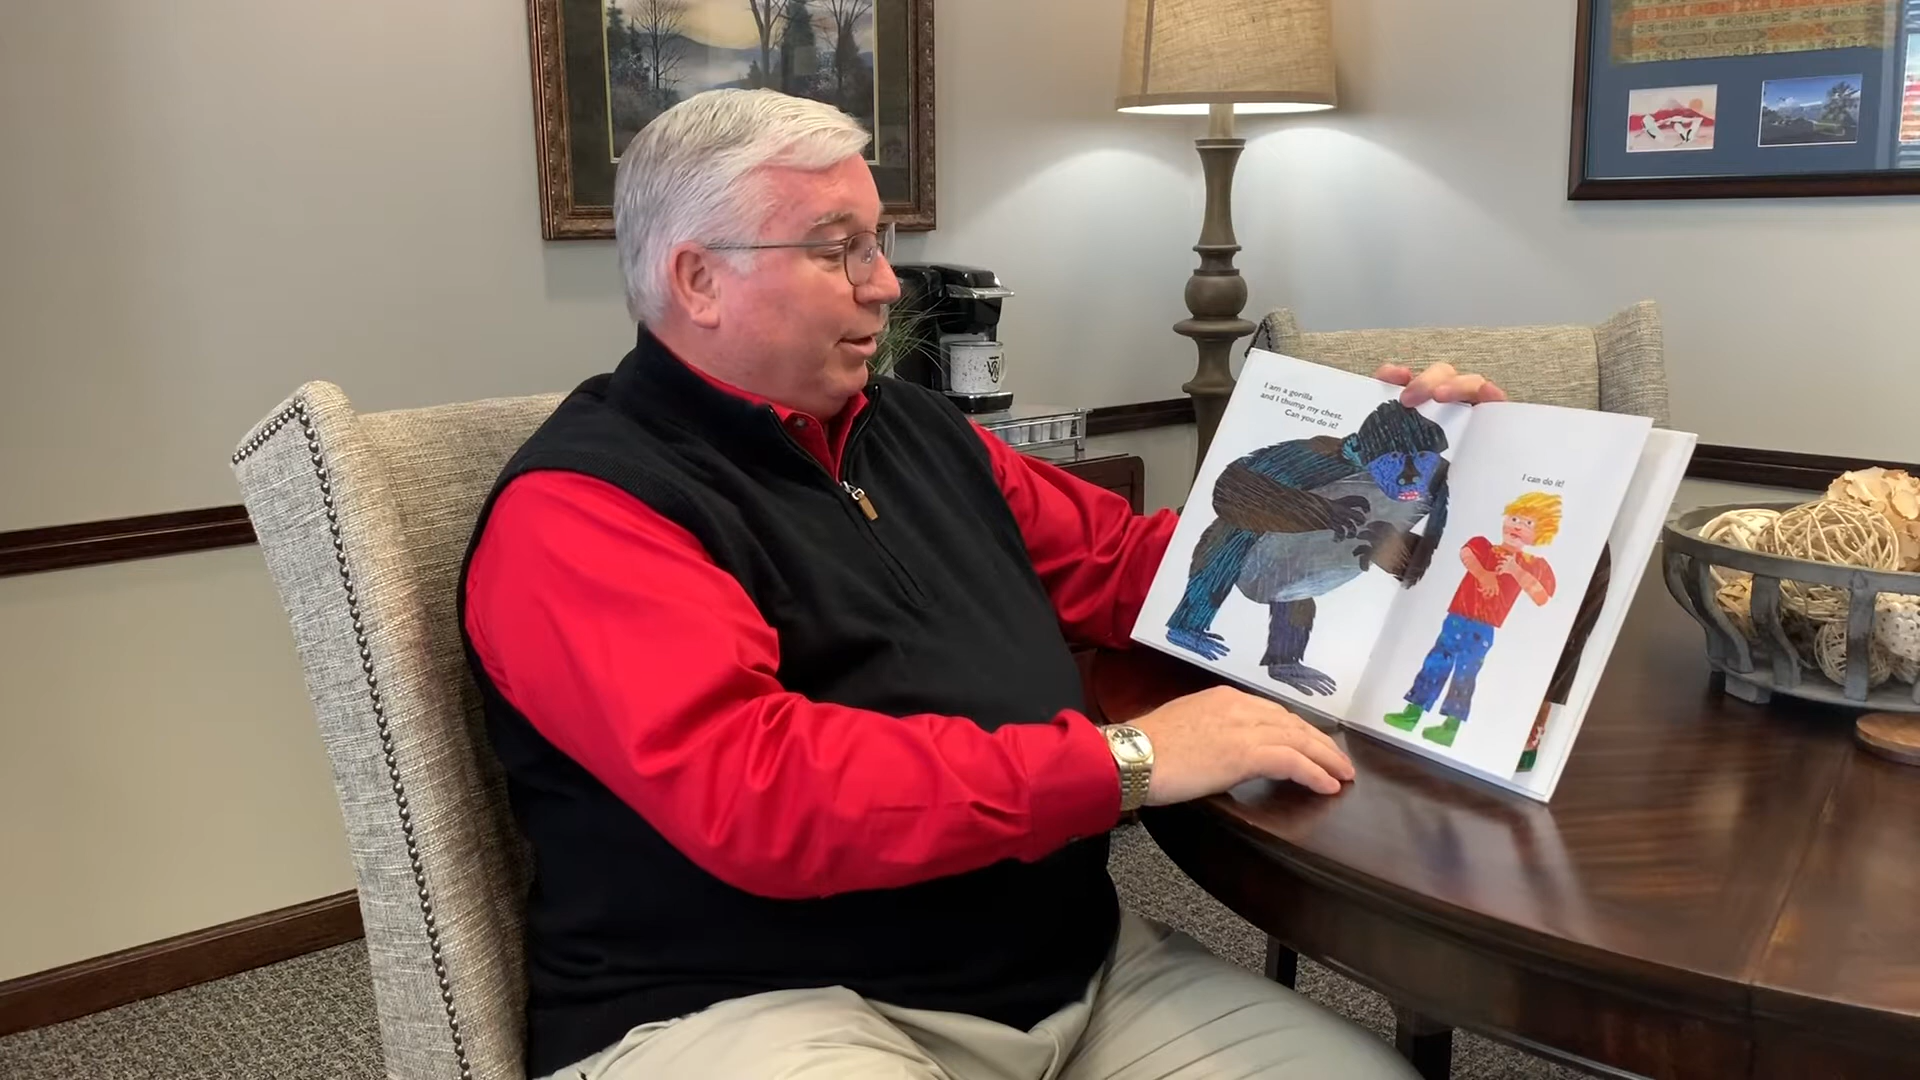 I am a gorilla
and I thump my chest.
Can you do it?
I can do it!